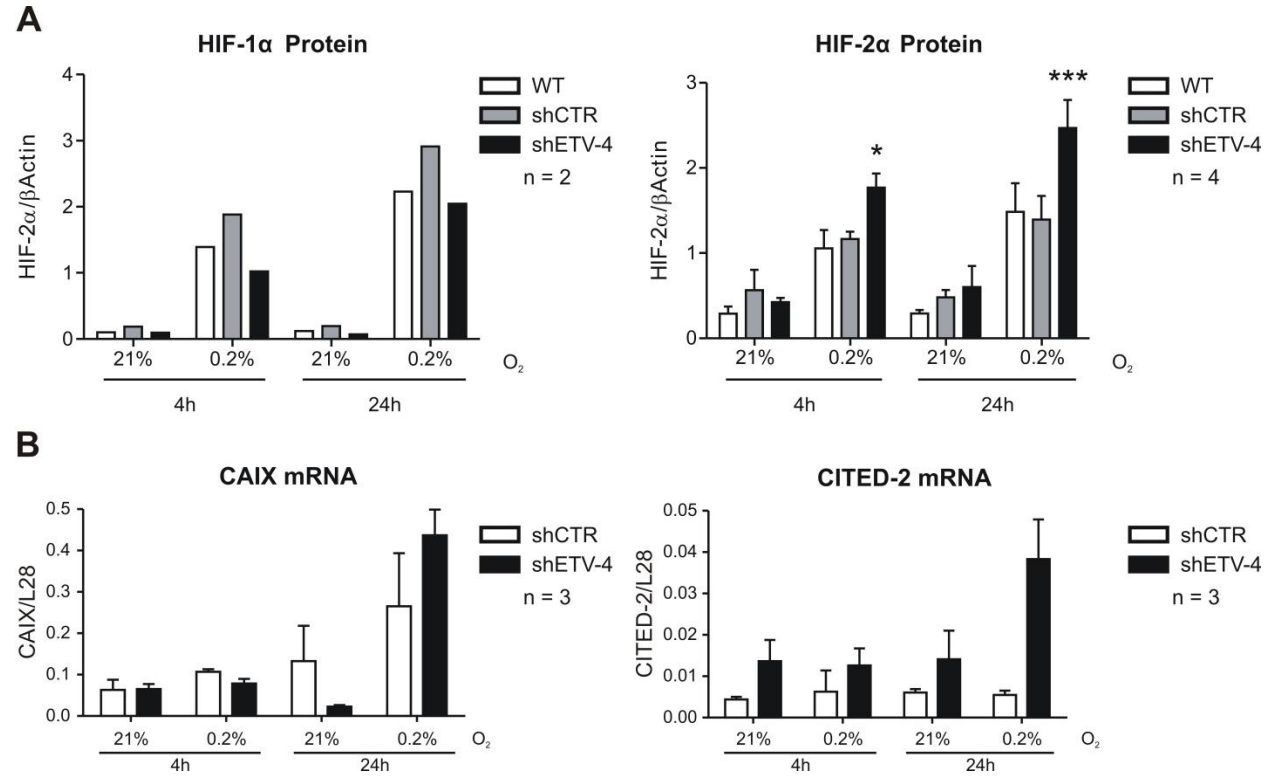 A
HIF-1α Protein
HIF-2α/βActin
4
3
2
1
0
WT
shCTR
shETV-4
n = 2
21%
0.2%
21%
0.2%
O₂
4h
24h
HIF-2α Protein
HIF-2α/βActin
3
2
1
0
*
***
WT
shCTR
shETV-4
n = 4
21%
0.2%
21%
0.2%
O₂
4h
24h
B
CAIX mRNA
CAIX/L28
0.5
0.4
0.3
0.2
0.1
0.0
shCTR
shETV-4
n = 3
21%
0.2%
21%
0.2%
O₂
4h
24h
CITED-2 mRNA
CITED-2/L28
0.05
0.04
0.03
0.02
0.01
0.00
shCTR
shETV-4
n = 3
21%
0.2%
21%
0.2%
O₂
4h
24h